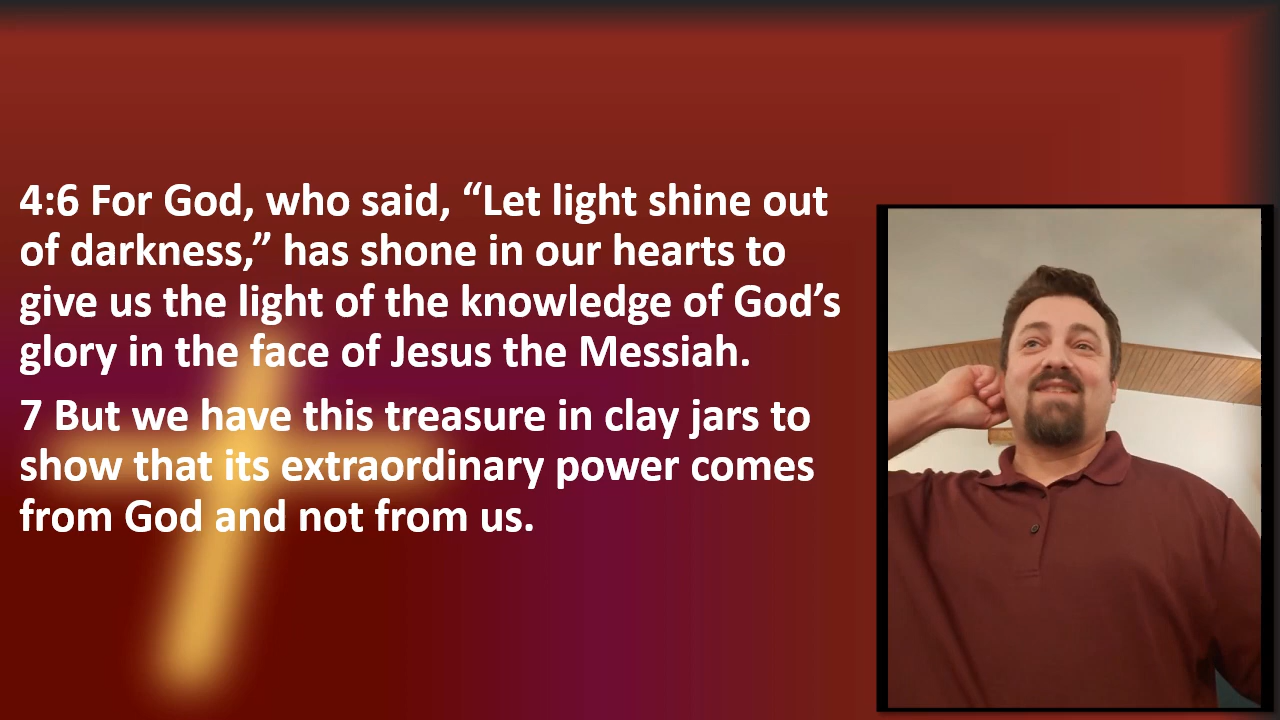 4:6 For God, who said, “Let light shine out
of darkness,” has shone in our hearts to
give us the light of the knowledge of God’s
glory in the face of Jesus the Messiah.
7 But we have this treasure in clay jars to
show that its extraordinary power comes
from God and not from us.